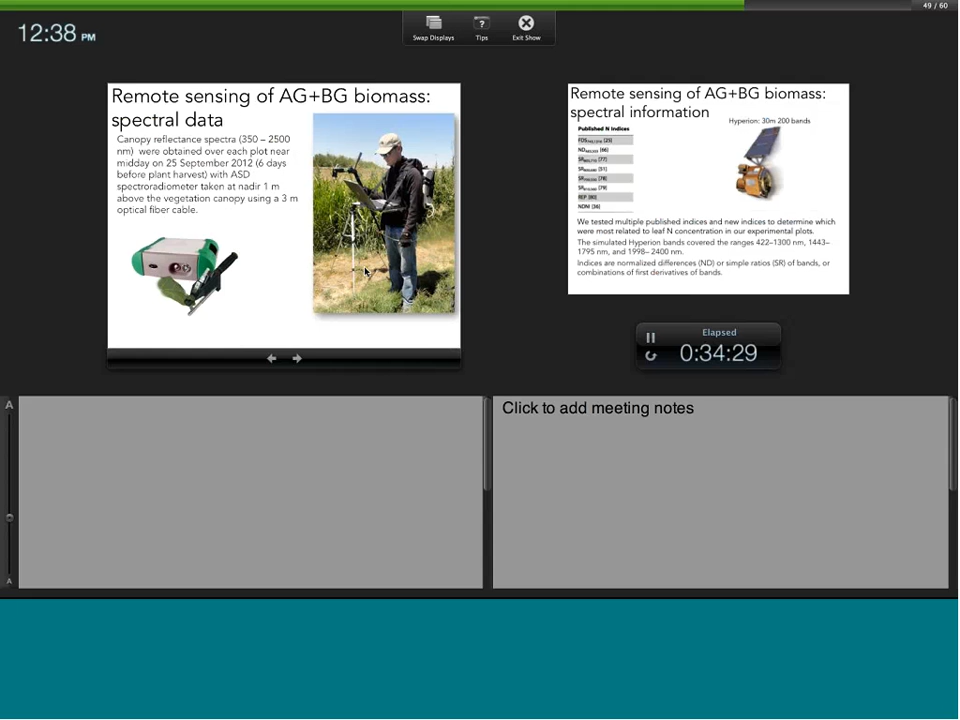 49 / 60
12:38 PM
Swap Displays
Tips
Exit Show
Remote sensing of AG+BG biomass:
spectral data
Canopy reflectance spectra (350 – 2500
nm) were obtained over each plot near
midday on 25 September 2012 (6 days
before plant harvest) with ASD
spectroradiometer taken at nadir 1 m
above the vegetation canopy using a 3 m
optical fiber cable.
Remote sensing of AG+BG biomass:
spectral information
Hyperion: 30m 200 bands
Published N Indices
REP [80]
NDNI [36]
We tested multiple published indices and new indices to determine which
were most related to leaf N concentration in our experimental plots.
The simulated Hyperion bands covered the ranges 422–1300 nm, 1443–
1795 nm, and 1998– 2400 nm.
Indices are normalized differences (ND) or simple ratios (SR) of bands, or
combinations of first derivatives of bands.
Elapsed
0:34:29
A
Click to add meeting notes
A